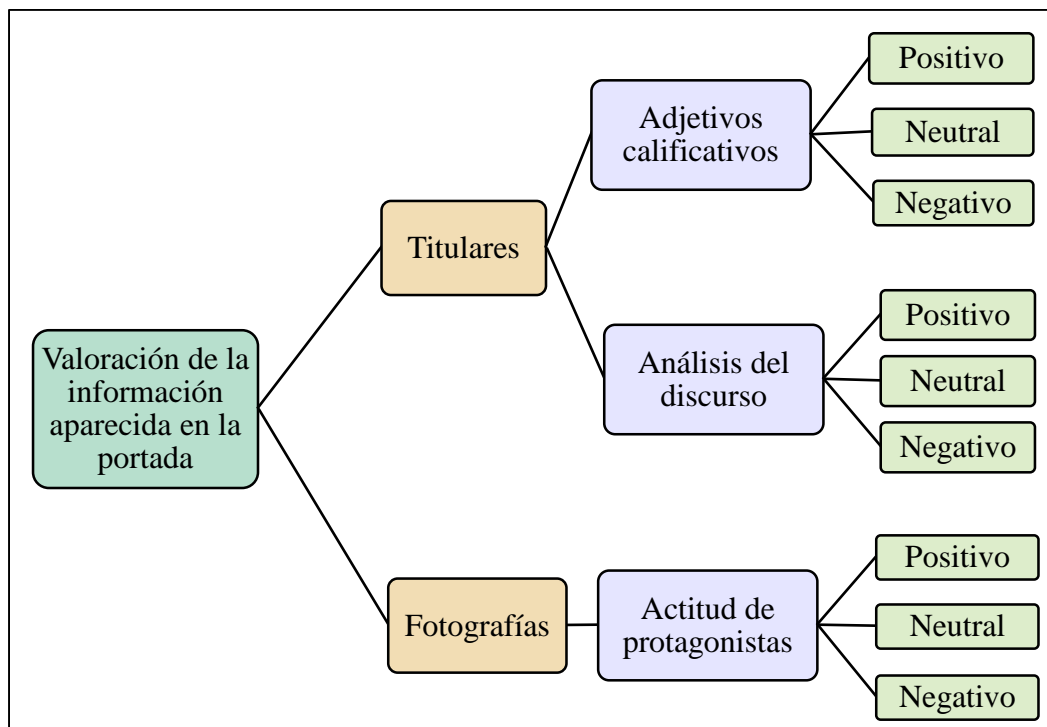 Valoración de la
información
aparecida en la
portada
Titulares
Adjetivos
calificativos
Positivo
Neutral
Negativo
Análisis del
discurso
Positivo
Neutral
Negativo
Fotografías
Actitud de
protagonistas
Positivo
Neutral
Negativo